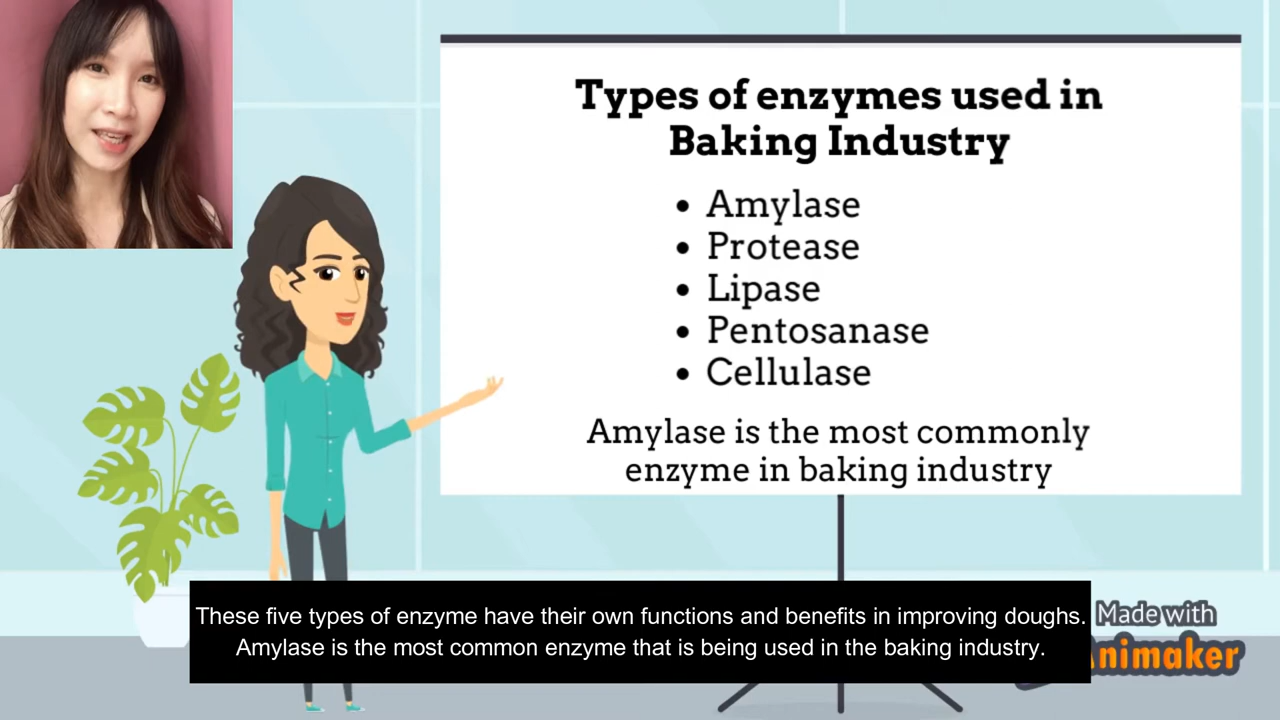 Types of enzymes used in
Baking Industry
• Amylase
• Protease
• Lipase
• Pentosanase
• Cellulase
Amylase is the most commonly
enzyme in baking industry
These five types of enzyme have their own functions and benefits in improving doughs.
Amylase is the most common enzyme that is being used in the baking industry.
Made with
Animaker